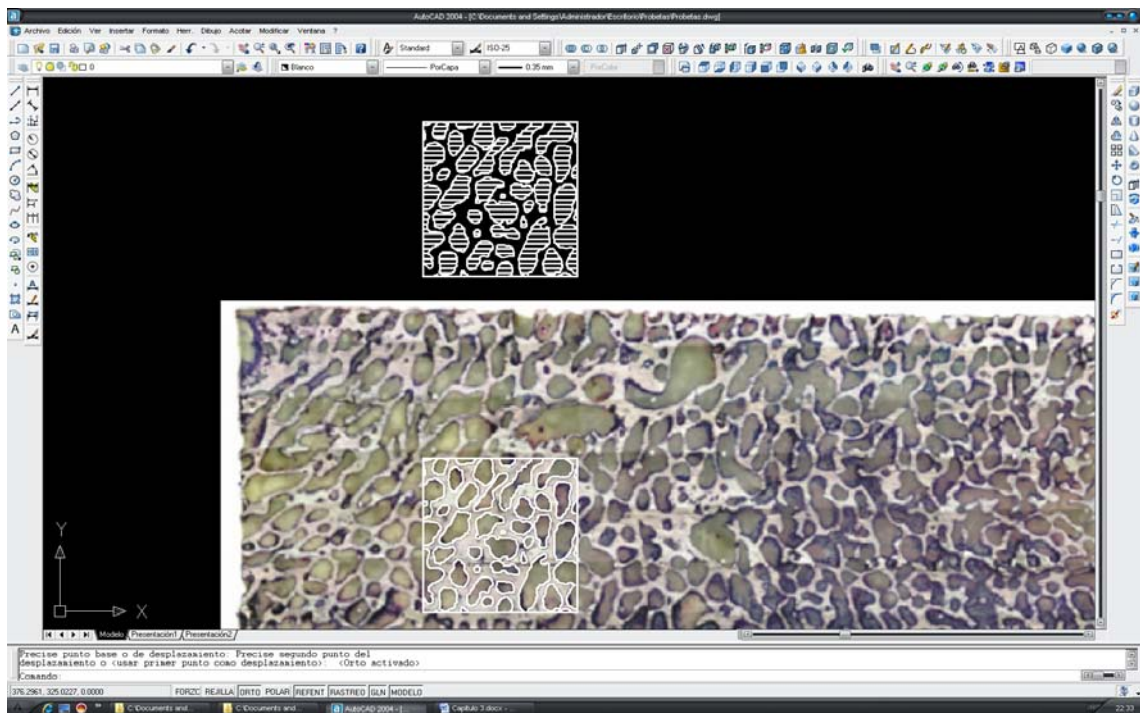 AutoCAD 2004 - [C:\Documents and Settings\Administrador\Escritorio\Probetas\Probetas.dwg]
Archivo Edición Ver Insertar Formato Herr. Dibujo Acotar Modificar Ventana ?
Standard ISO-25
0 Blanco PorCapa 0.35 mm PorColor
Y
X
Modelo Presentación1 Presentación2
Precise punto base o de desplazamiento: Precise segundo punto del
desplazamiento o <usar primer punto como desplazamiento>: <Orto activado>
Comando:
376.2961, 325.0227, 0.0000 FORZC REJILLA ORTO POLAR REFENT RASTREO GLN MODELO
C:\Documents and... C:\Documents and... AutoCAD 2004 - [... Capitulo 3.docx - ... 22:33